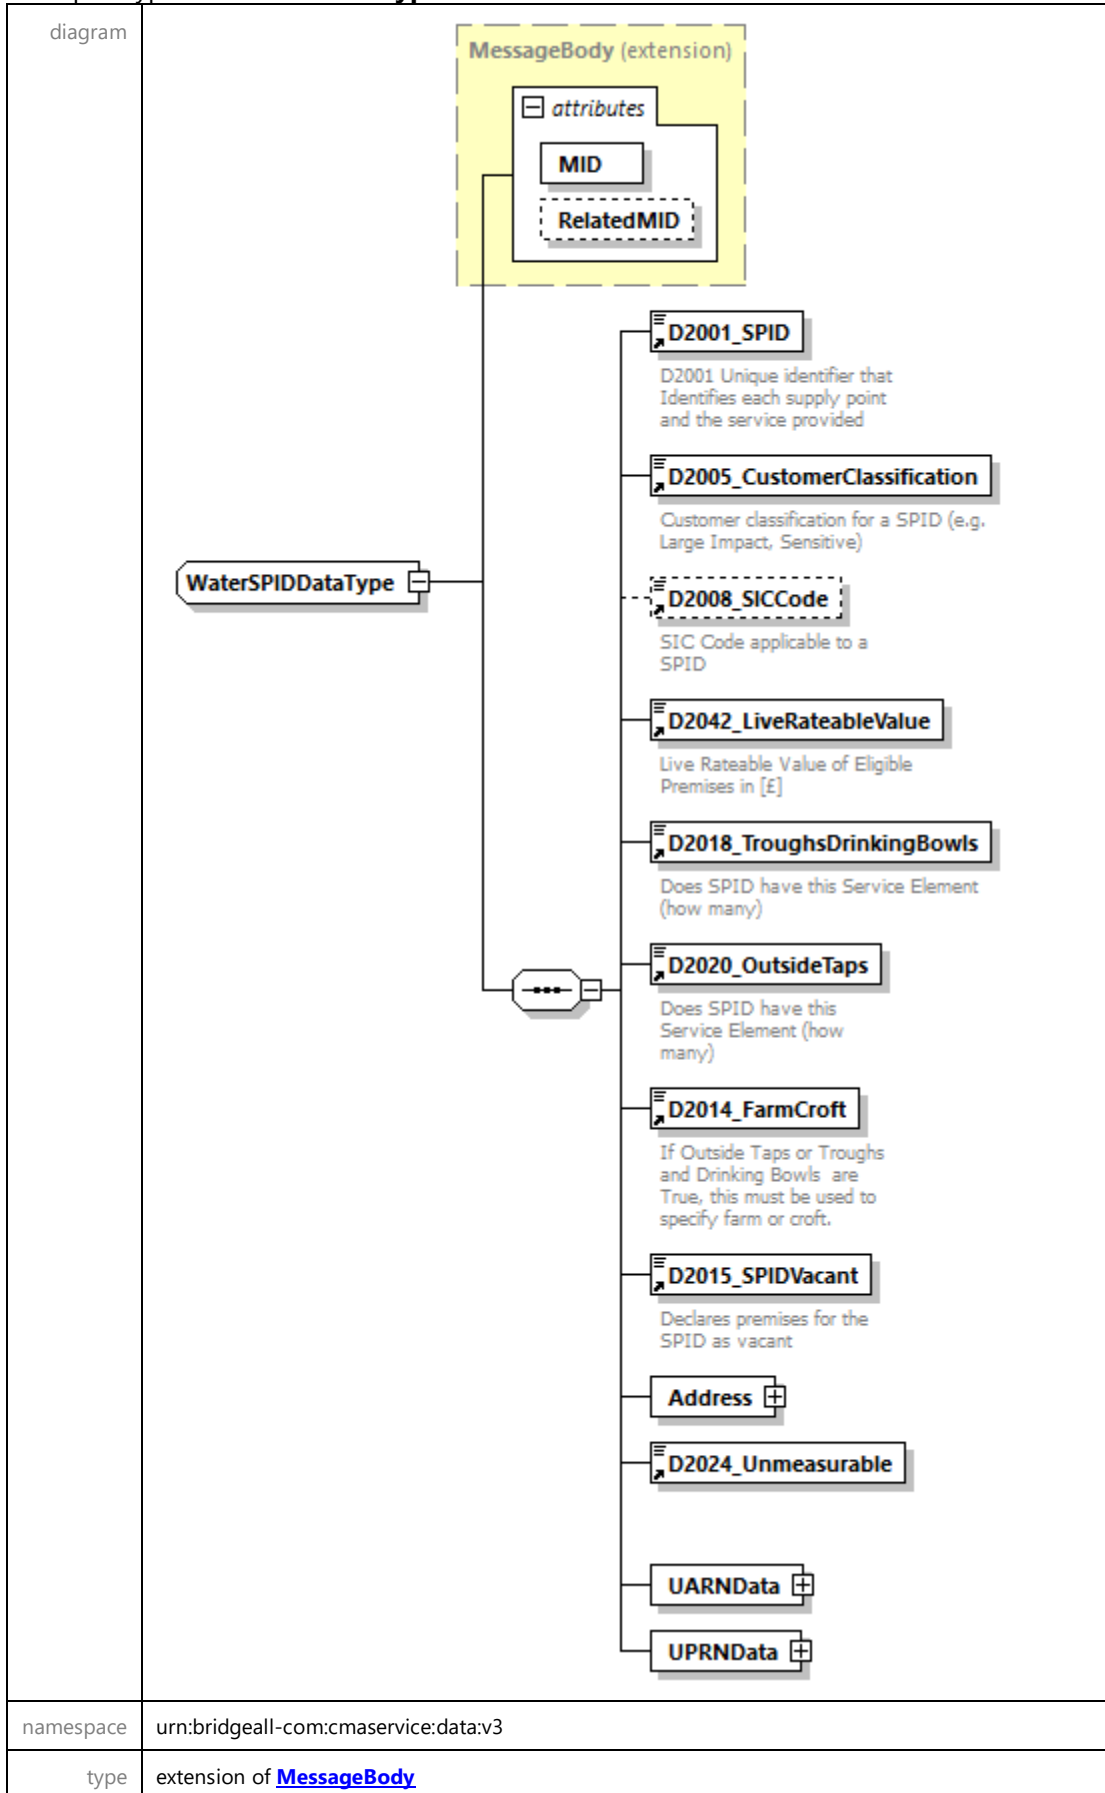 diagram
MessageBody (extension)
attributes
MID
RelatedMID
D2001_SPID
D2001 Unique identifier that
Identifies each supply point
and the service provided
D2005_CustomerClassification
Customer classification for a SPID (e.g.
Large Impact, Sensitive)
WaterSPIDDataType
D2008_SICCode
SIC Code applicable to a
SPID
D2042_LiveRateableValue
Live Rateable Value of Eligible
Premises in [£]
D2018_TroughsDrinkingBowls
Does SPID have this Service Element
(how many)
D2020_OutsideTaps
Does SPID have this
Service Element (how
many)
D2014_FarmCroft
If Outside Taps or Troughs
and Drinking Bowls  are
True, this must be used to
specify farm or croft.
D2015_SPIDVacant
Declares premises for the
SPID as vacant
Address
D2024_Unmeasurable
UARNData
UPRNData
namespace urn:bridgeall-com:cmaservice:data:v3
type extension of MessageBody